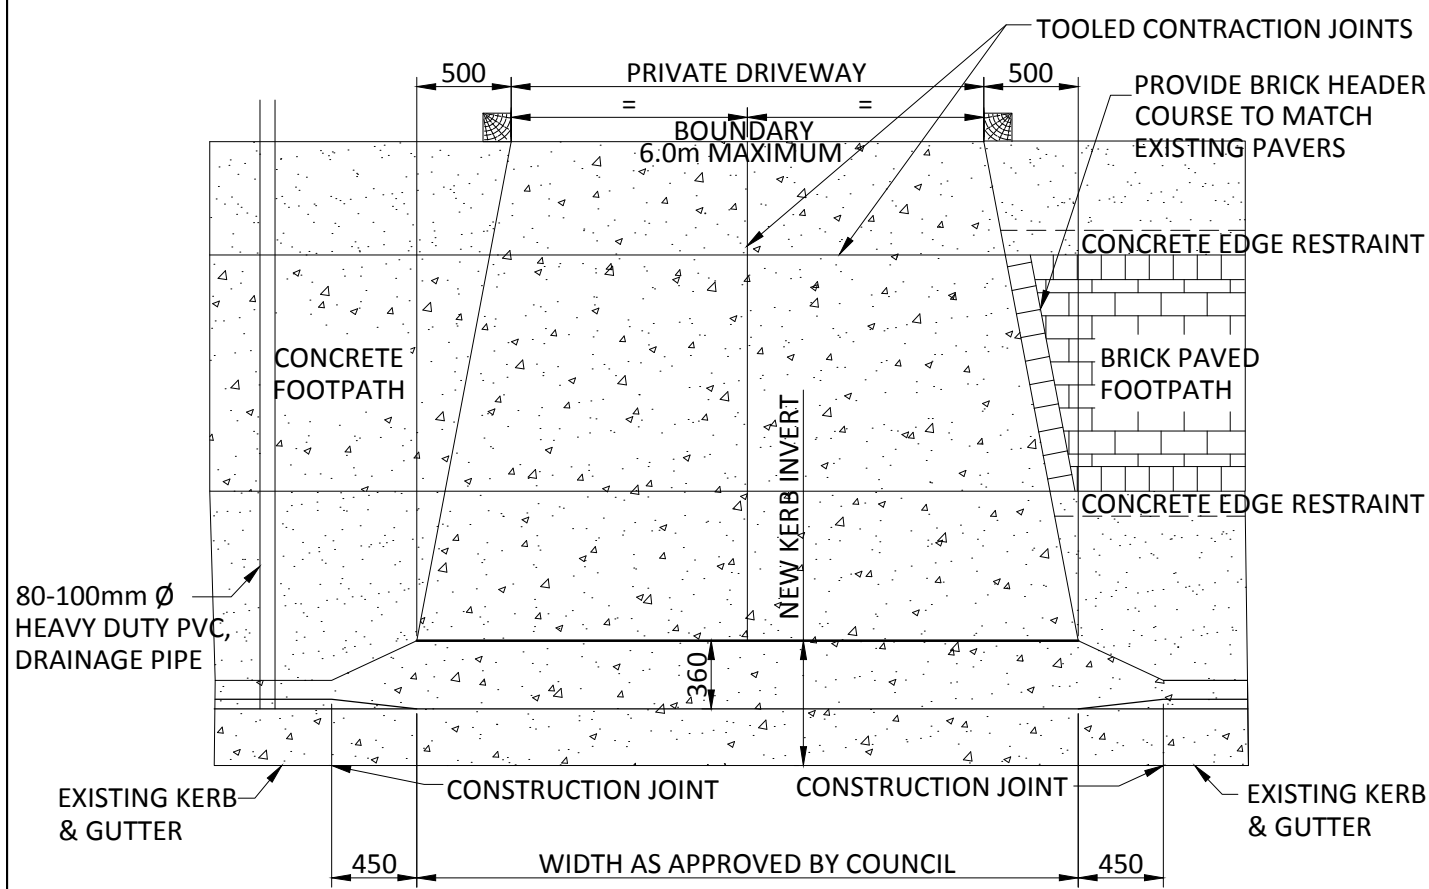 TOOLED CONTRACTION JOINTS
500
PRIVATE DRIVEWAY
500
PROVIDE BRICK HEADER
COURSE TO MATCH
EXISTING PAVERS
=
=
BOUNDARY
6.0m MAXIMUM
CONCRETE EDGE RESTRAINT
CONCRETE
FOOTPATH
BRICK PAVED
FOOTPATH
NEW KERB INVERT
CONCRETE EDGE RESTRAINT
80-100mm Ø
HEAVY DUTY PVC,
DRAINAGE PIPE
360
EXISTING KERB
& GUTTER
CONSTRUCTION JOINT
CONSTRUCTION JOINT
EXISTING KERB
& GUTTER
450
WIDTH AS APPROVED BY COUNCIL
450